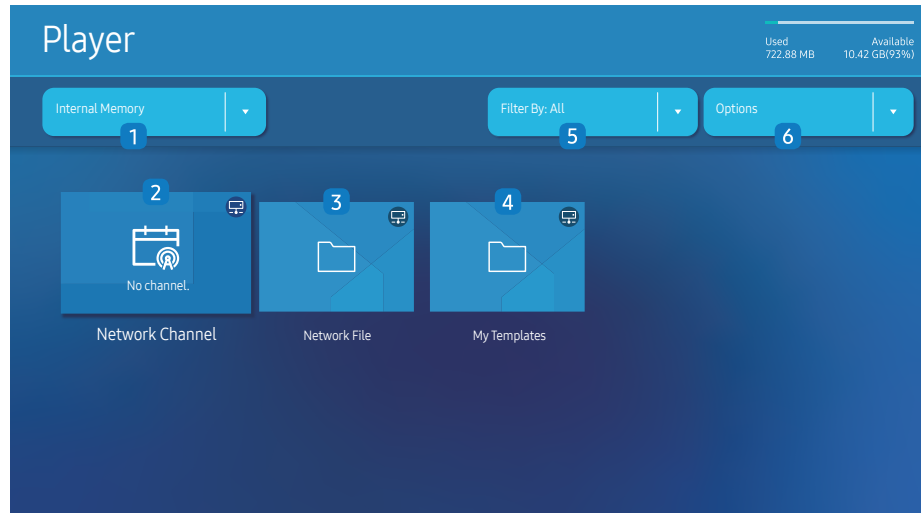 Player
Used Available
722.88 MB 10.42 GB(93%)
Internal Memory
Filter By: All
Options
1
5
6
2
3
4
No channel.
Network Channel
Network File
My Templates